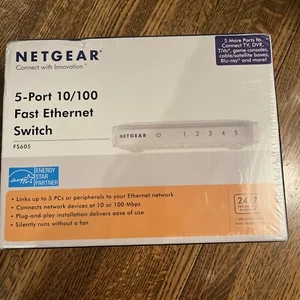 NETGEAR®
Connect with Innovation™
5 More Ports to
Connect TV, DVR,
TiVo®, game consoles,
cable/satellite boxes,
Blu-ray® and more!
5-Port 10/100
Fast Ethernet
Switch
FS605
NETGEAR 1 2 3 4 5
ENERGY
STAR
PARTNER
• Links up to 5 PCs or peripherals to your Ethernet network
• Connects network devices at 10 or 100 Mbps
• Plug-and-play installation delivers ease of use
• Silently runs without a fan
24/7